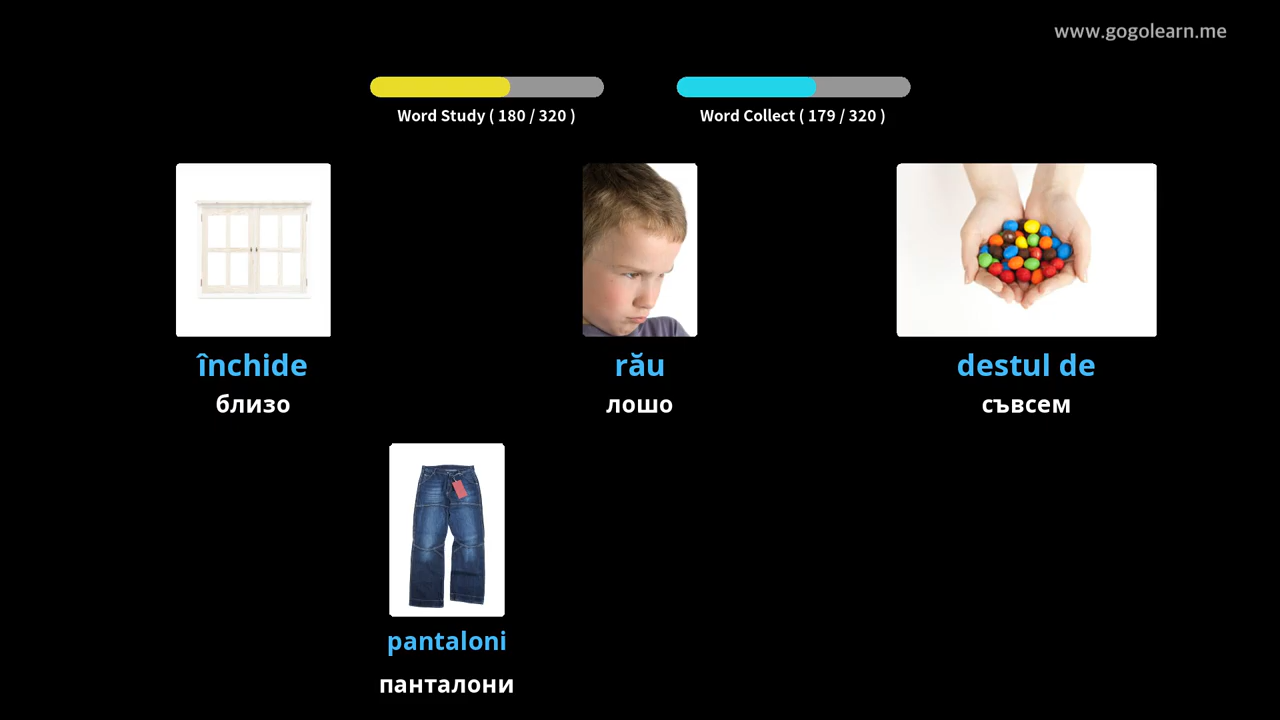 www.gogolearn.me
Word Study ( 180 / 320 )
Word Collect ( 179 / 320 )
închide
близо
rău
лошо
destul de
съвсем
pantaloni
панталони